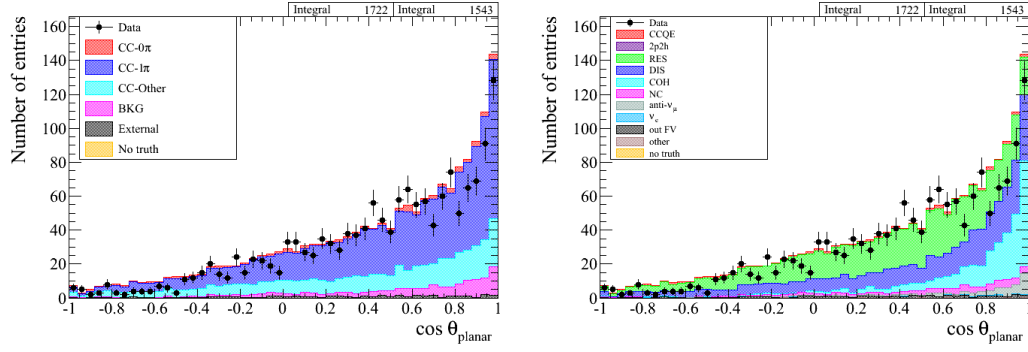 Integral 1722 Integral 1543
Number of entries
160
140
120
100
80
60
40
20
0
Data
CC-0π
CC-1π
CC-Other
BKG
External
No truth
-1 -0.8 -0.6 -0.4 -0.2 0 0.2 0.4 0.6 0.8 1
cos θplanar
Integral 1722 Integral 1543
Number of entries
160
140
120
100
80
60
40
20
0
Data
CCQE
2p2h
RES
DIS
COH
NC
anti-νμ
νe
out FV
other
no truth
-1 -0.8 -0.6 -0.4 -0.2 0 0.2 0.4 0.6 0.8 1
cos θplanar